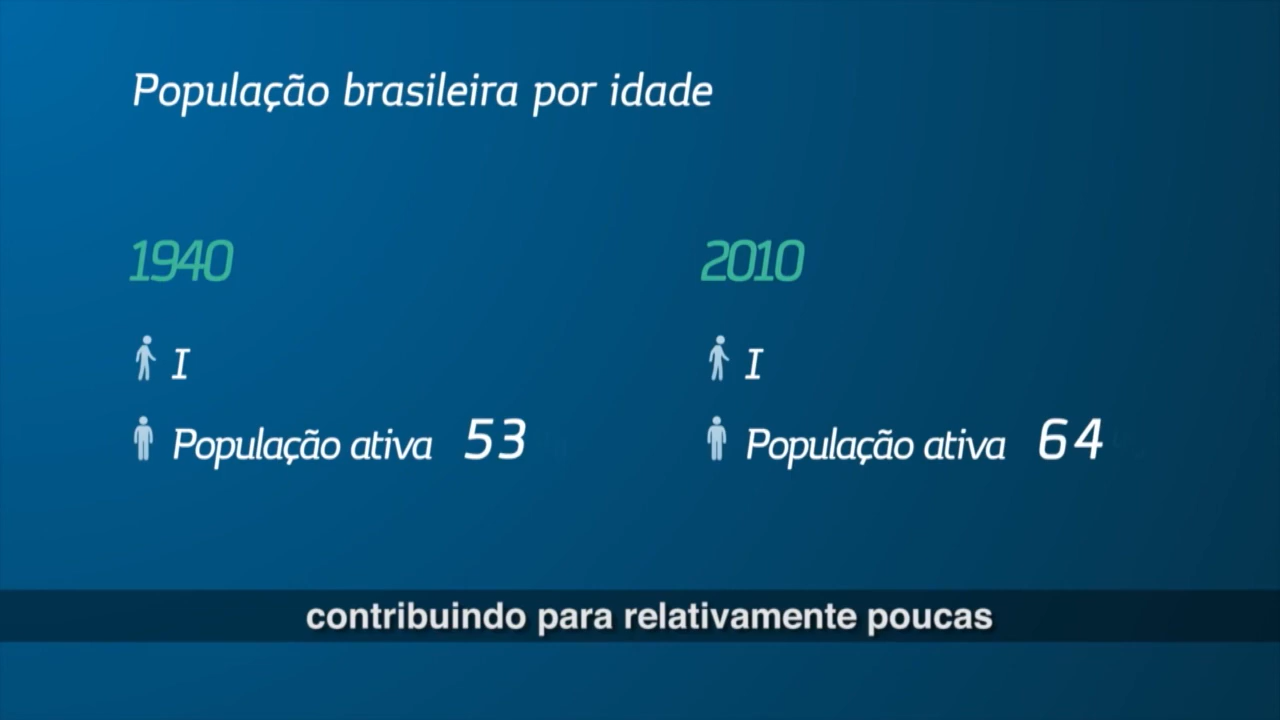 População brasileira por idade
1940
I
População ativa 53
2010
I
População ativa 64
contribuindo para relativamente poucas